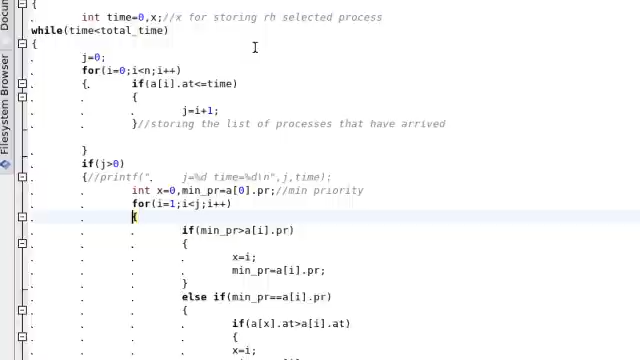 {
int time=0,x;//x for storing rh selected process
while(time<total_time)
{
j=0;
for(i=0;i<n;i++)
{ if(a[i].at<=time)
{
j=i+1;
}//storing the list of processes that have arrived
}
if(j>0)
{//printf(" j=%d time=%d\n",j,time);
int x=0,min_pr=a[0].pr;//min priority
for(i=1;i<j;i++)
{
if(min_pr>a[i].pr)
{
x=i;
min_pr=a[i].pr;
}
else if(min_pr==a[i].pr)
{
if(a[x].at>a[i].at)
{
x=i;
Filesystem Browser
Docu